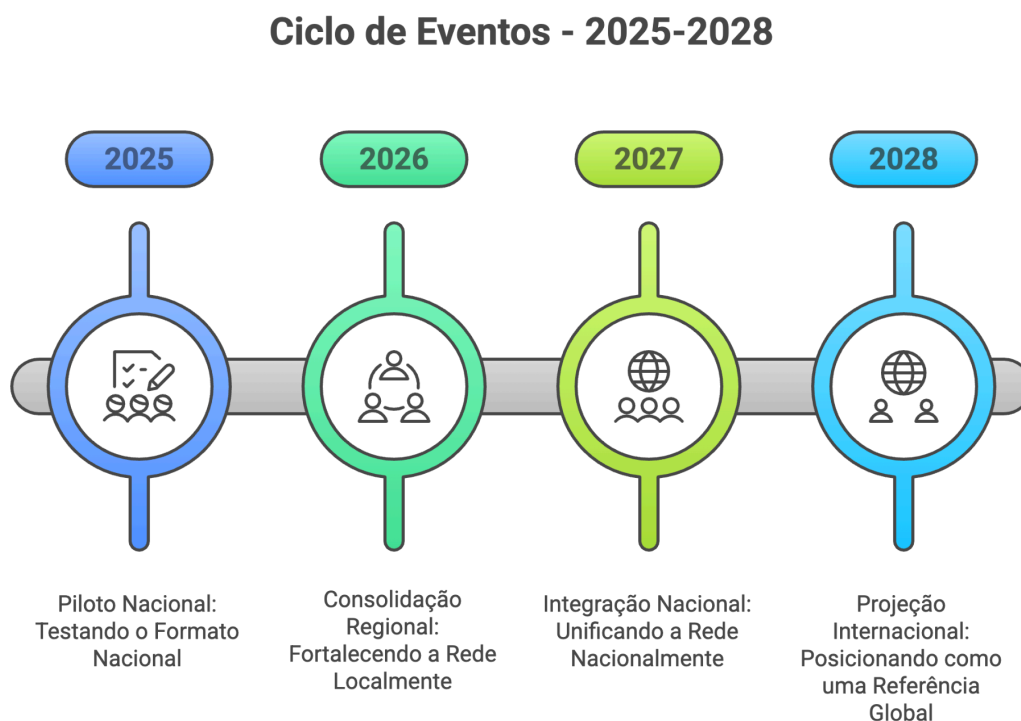 Ciclo de Eventos - 2025-2028
2025
2026
2027
2028
Piloto Nacional:
Testando o Formato
Nacional
Consolidação
Regional:
Fortalecendo a Rede
Localmente
Integração Nacional:
Unificando a Rede
Nacionalmente
Projeção
Internacional:
Posicionando como
uma Referência
Global